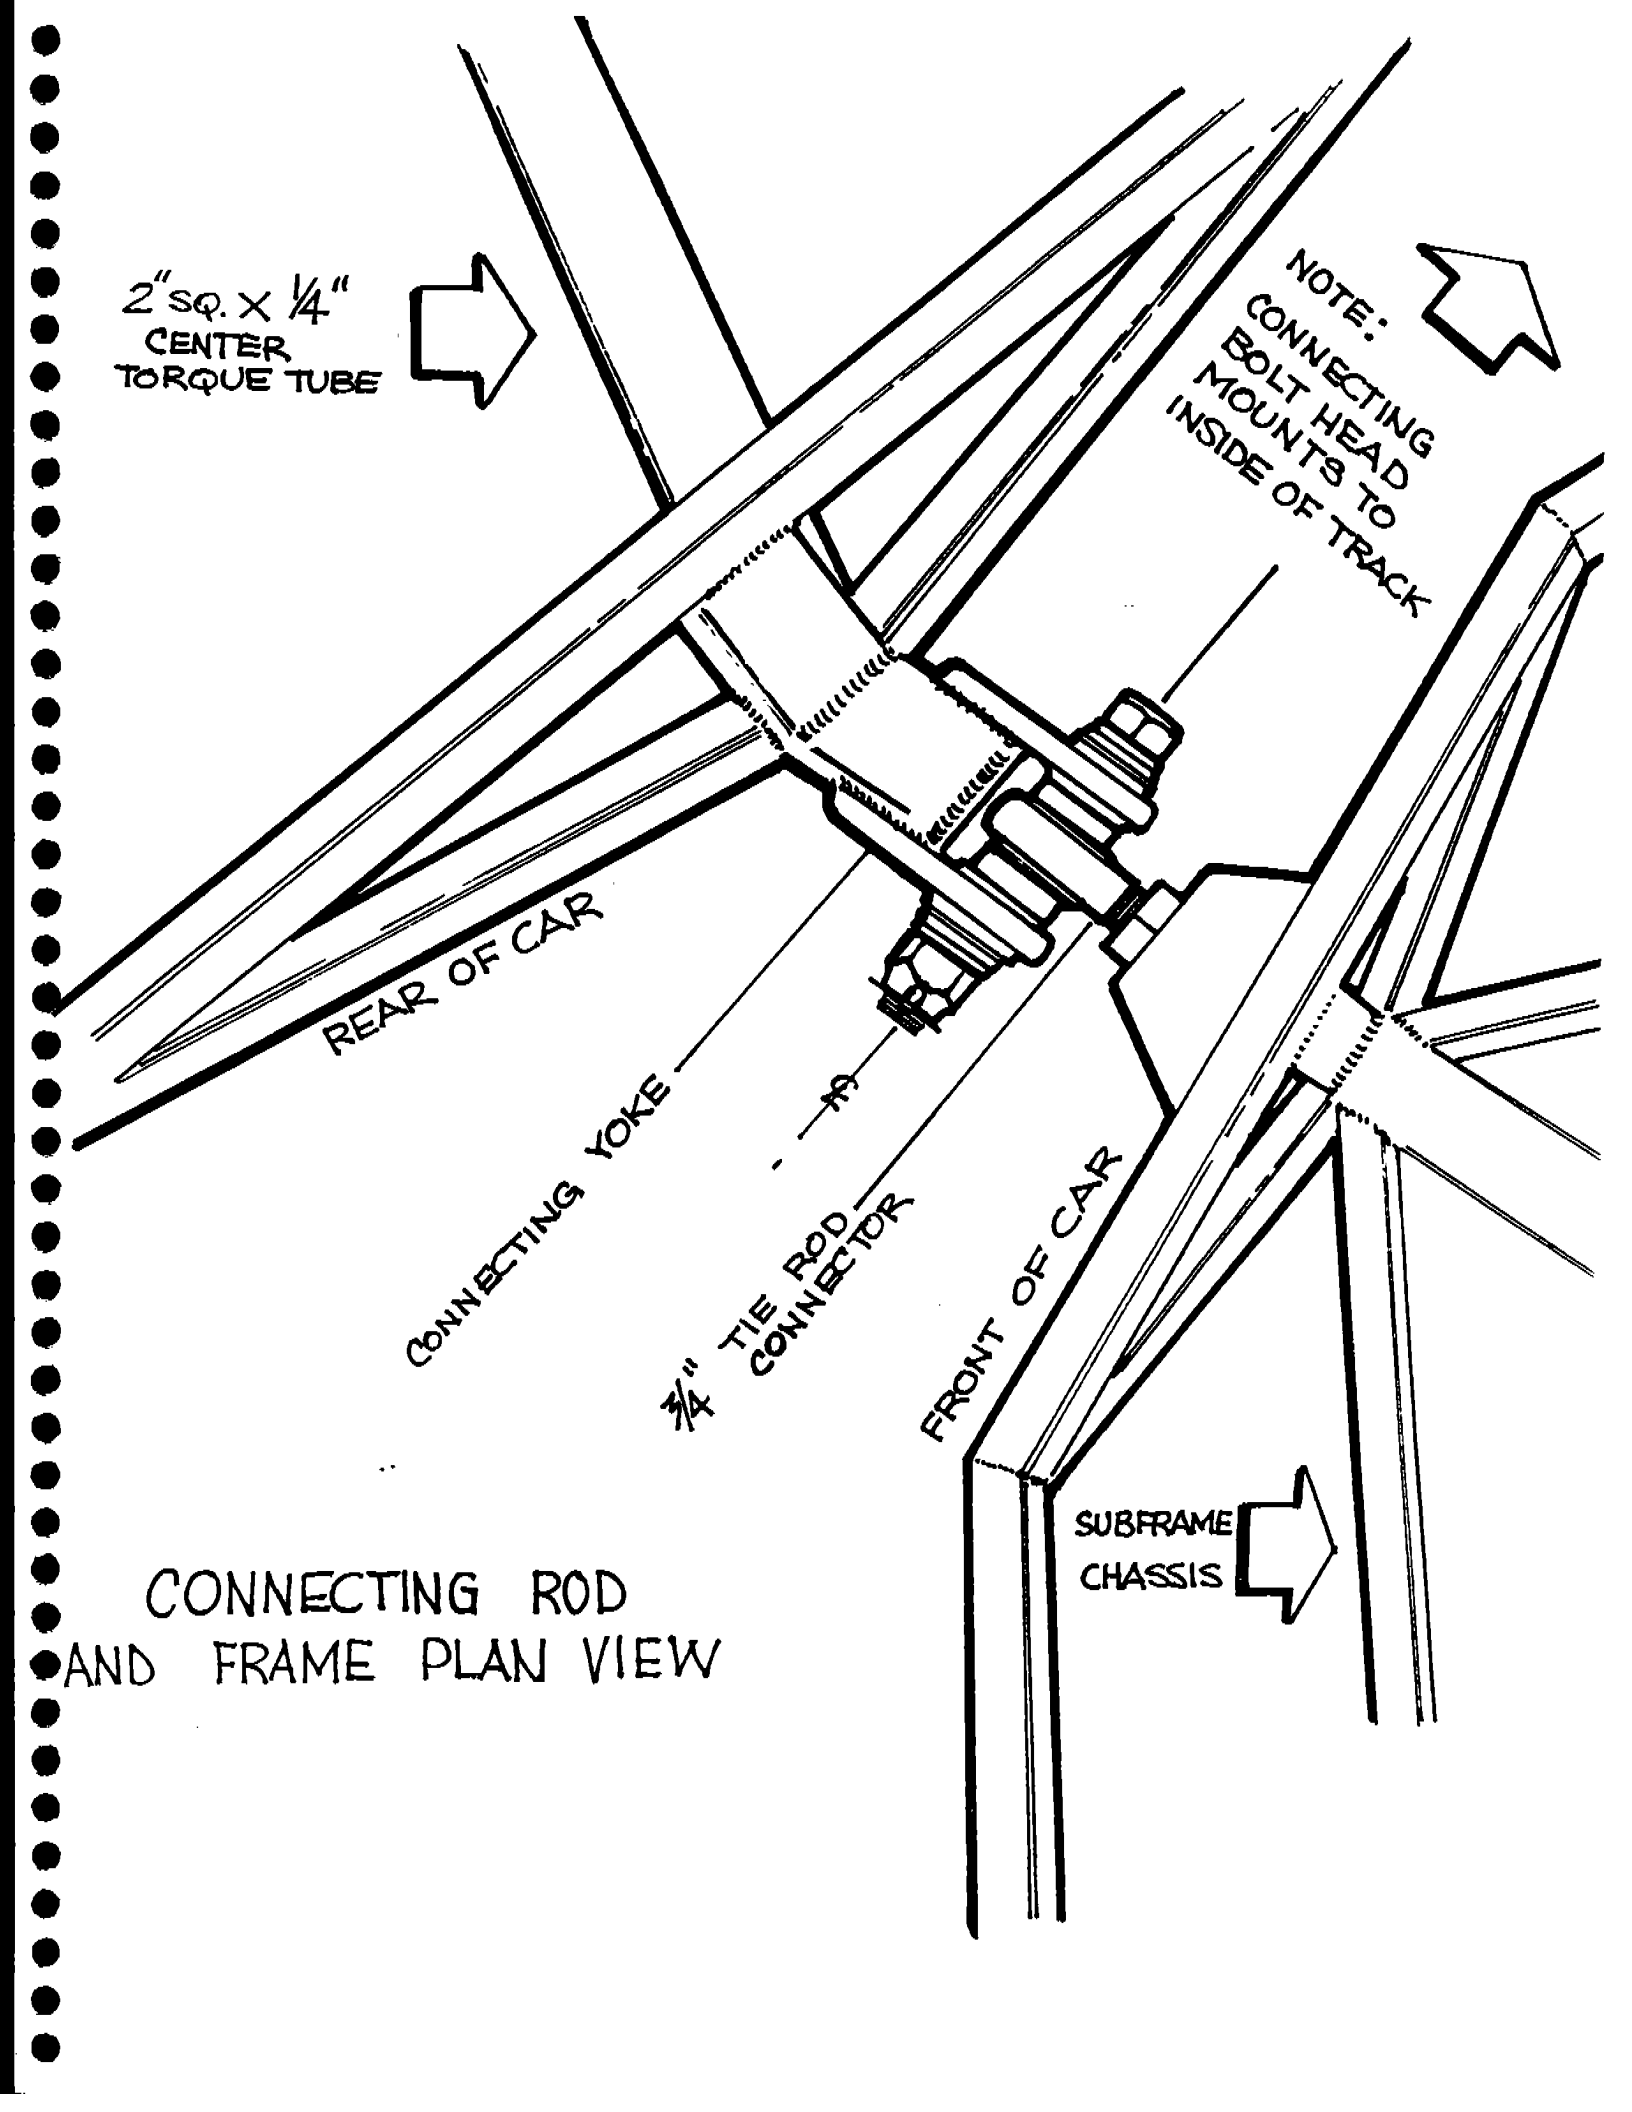 2" SQ. X 1/4"
CENTER
TORQUE TUBE
NOTE:
CONNECTING
BOLT HEAD
MOUNTS TO
INSIDE OF TRACK
REAR OF CAR
CONNECTING YOKE
3/4" TIE ROD
CONNECTOR
FRONT OF CAR
SUBFRAME
CHASSIS
CONNECTING ROD
AND FRAME PLAN VIEW